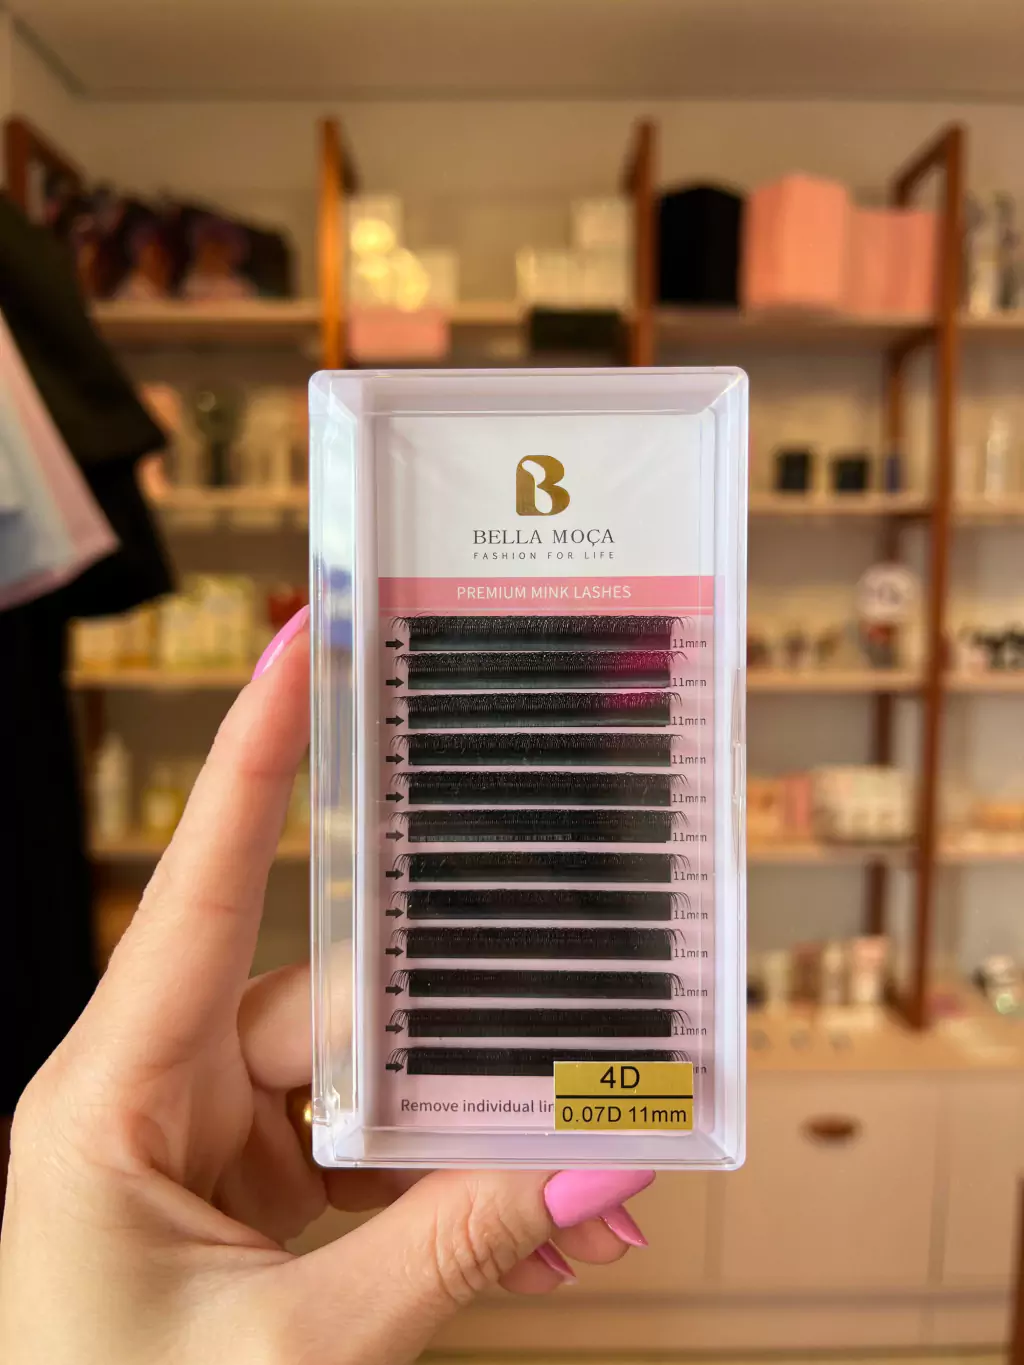 B
BELLA MOÇA
FASHION FOR LIFE
PREMIUM MINK LASHES
11mm
11mm
11mm
11mm
11mm
11mm
11mm
11mm
11mm
11mm
11mm
Remove individual
4D
0.07D 11mm